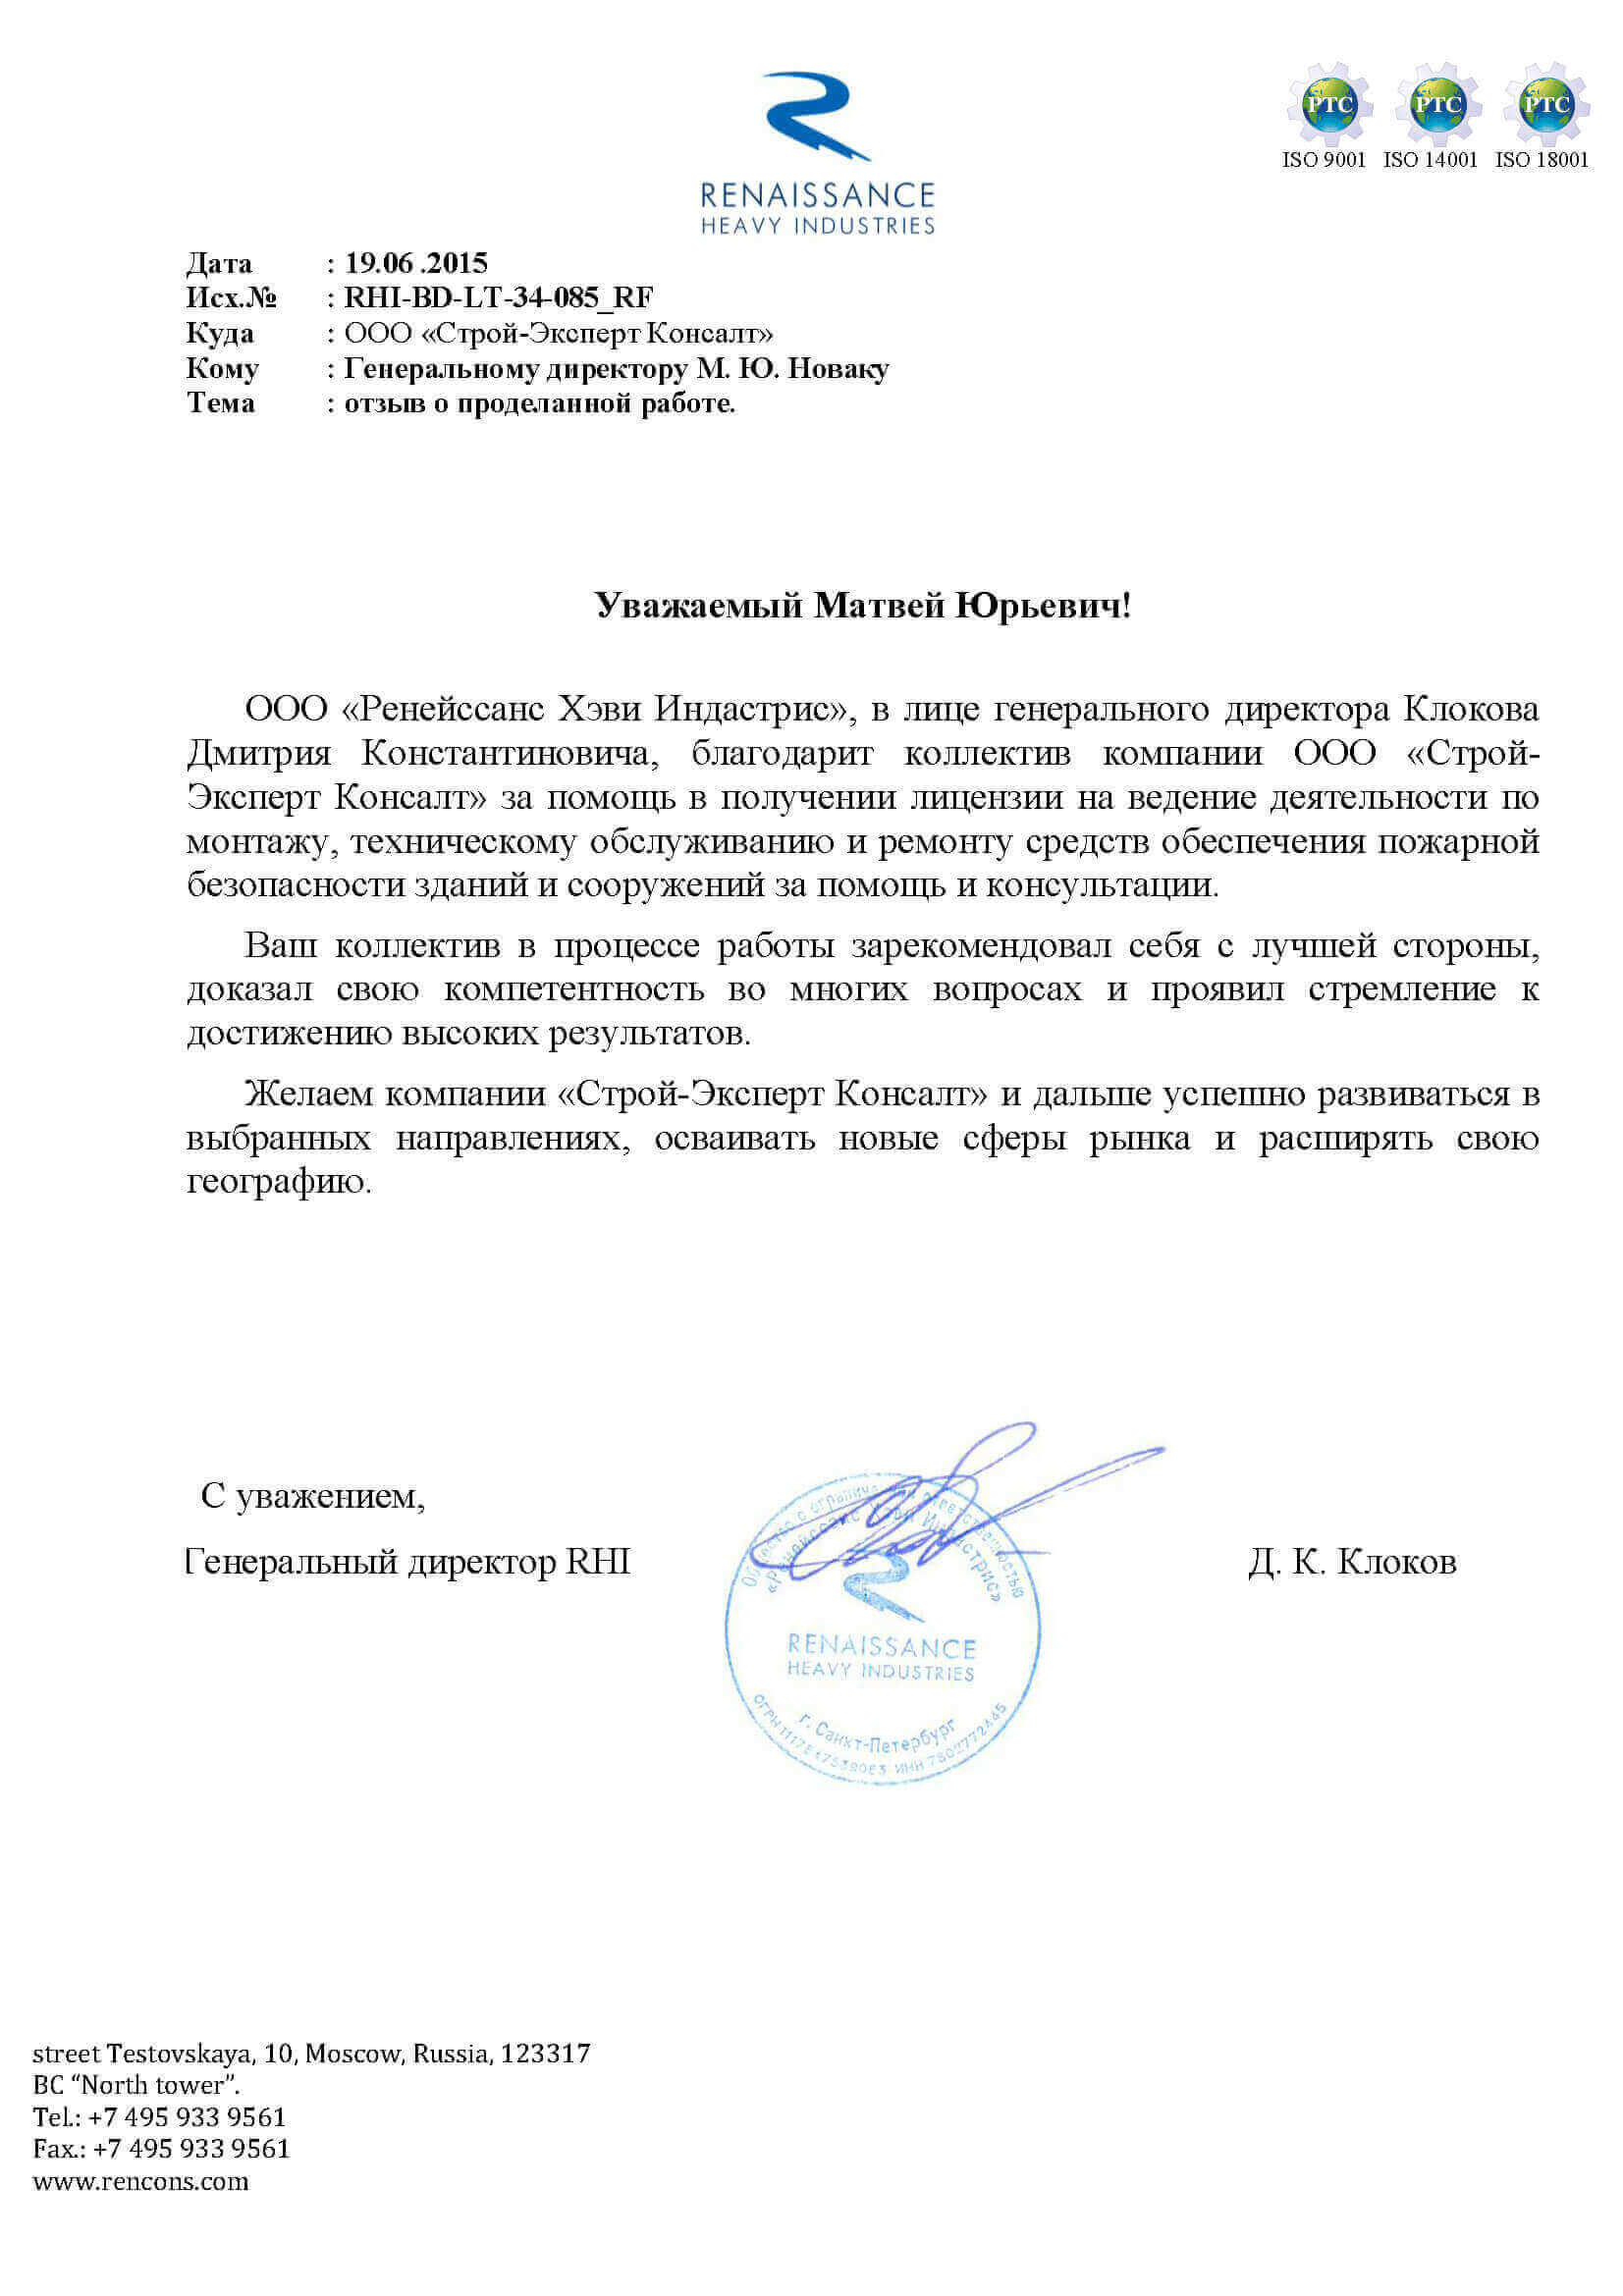 RENAISSANCE
HEAVY INDUSTRIES
PTC PTC PTC
ISO 9001 ISO 14001 ISO 18001
Дата : 19.06 .2015
Исх.№ : RHI-BD-LT-34-085_RF
Куда : ООО «Строй-Эксперт Консалт»
Кому : Генеральному директору М. Ю. Новаку
Тема : отзыв о проделанной работе.
Уважаемый Матвей Юрьевич!
ООО «Ренейссанс Хэви Индастрис», в лице генерального директора Клокова
Дмитрия Константиновича, благодарит коллектив компании ООО «Строй-
Эксперт Консалт» за помощь в получении лицензии на ведение деятельности по
монтажу, техническому обслуживанию и ремонту средств обеспечения пожарной
безопасности зданий и сооружений за помощь и консультации.
Ваш коллектив в процессе работы зарекомендовал себя с лучшей стороны,
доказал свою компетентность во многих вопросах и проявил стремление к
достижению высоких результатов.
Желаем компании «Строй-Эксперт Консалт» и дальше успешно развиваться в
выбранных направлениях, осваивать новые сферы рынка и расширять свою
географию.
С уважением,
Генеральный директор RHI
Д. К. Клоков
«Ренейссанс Хэви Индастрис»
RENAISSANCE
HEAVY INDUSTRIES
г. Санкт-Петербург
ИНН 7802772445
street Testovskaya, 10, Moscow, Russia, 123317
BC “North tower”.
Tel.: +7 495 933 9561
Fax.: +7 495 933 9561
www.rencons.com